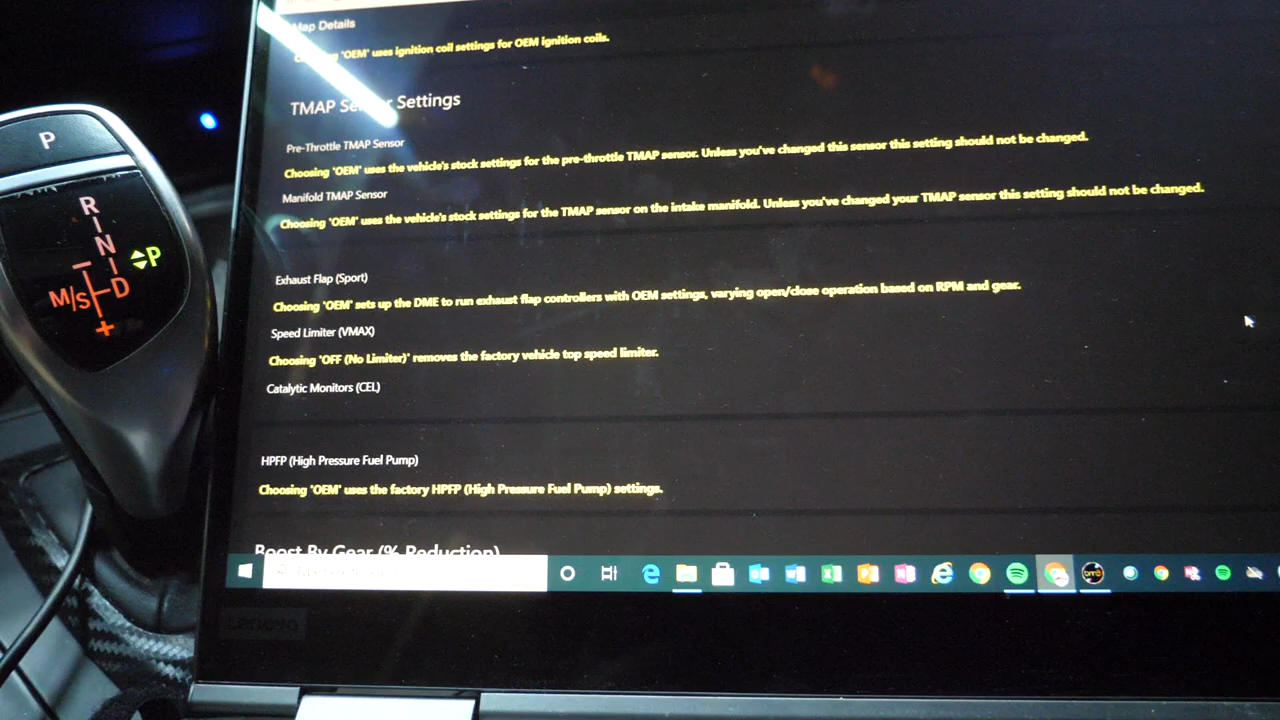 Map Details
'OEM' uses ignition coil settings for OEM ignition coils.
TMAP Sensor Settings
Pre-Throttle TMAP Sensor
Choosing 'OEM' uses the vehicle's stock settings for the pre-throttle TMAP sensor. Unless you've changed this sensor this setting should not be changed.
Manifold TMAP Sensor
Choosing 'OEM' uses the vehicle's stock settings for the TMAP sensor on the intake manifold. Unless you've changed your TMAP sensor this setting should not be changed.
Exhaust Flap (Sport)
Choosing 'OEM' sets up the DME to run exhaust flap controllers with OEM settings, varying open/close operation based on RPM and gear.
Speed Limiter (VMAX)
Choosing 'OFF (No Limiter)' removes the factory vehicle top speed limiter.
Catalytic Monitors (CEL)
HPFP (High Pressure Fuel Pump)
Choosing 'OEM' uses the factory HPFP (High Pressure Fuel Pump) settings.
Boost By Gear (% Reduction)
Lenovo
P
R
N
P
M/S D
+